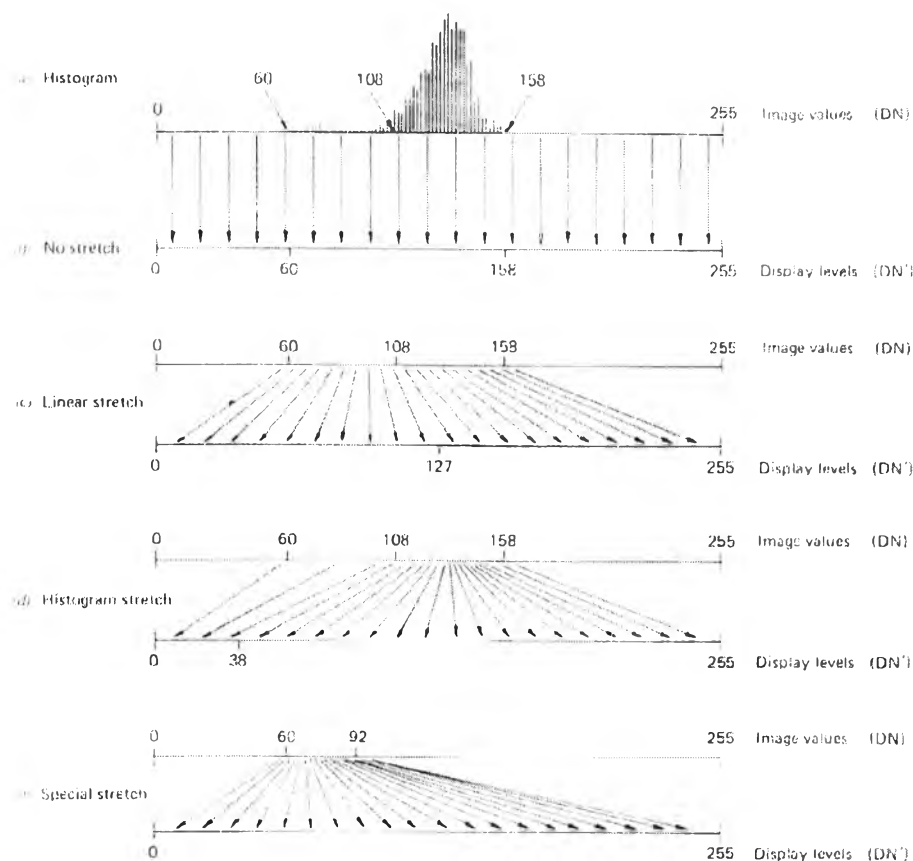 Histogram
60
108
158
0
255
Image values (DN)
No stretch
0
60
158
255
Display levels (DN')
0
60
108
158
255
Image values (DN)
(c) Linear stretch
0
127
255
Display levels (DN')
0
60
108
158
255
Image values (DN)
(d) Histogram stretch
0
38
255
Display levels (DN')
0
60
92
255
Image values (DN)
Special stretch
0
255
Display levels (DN')